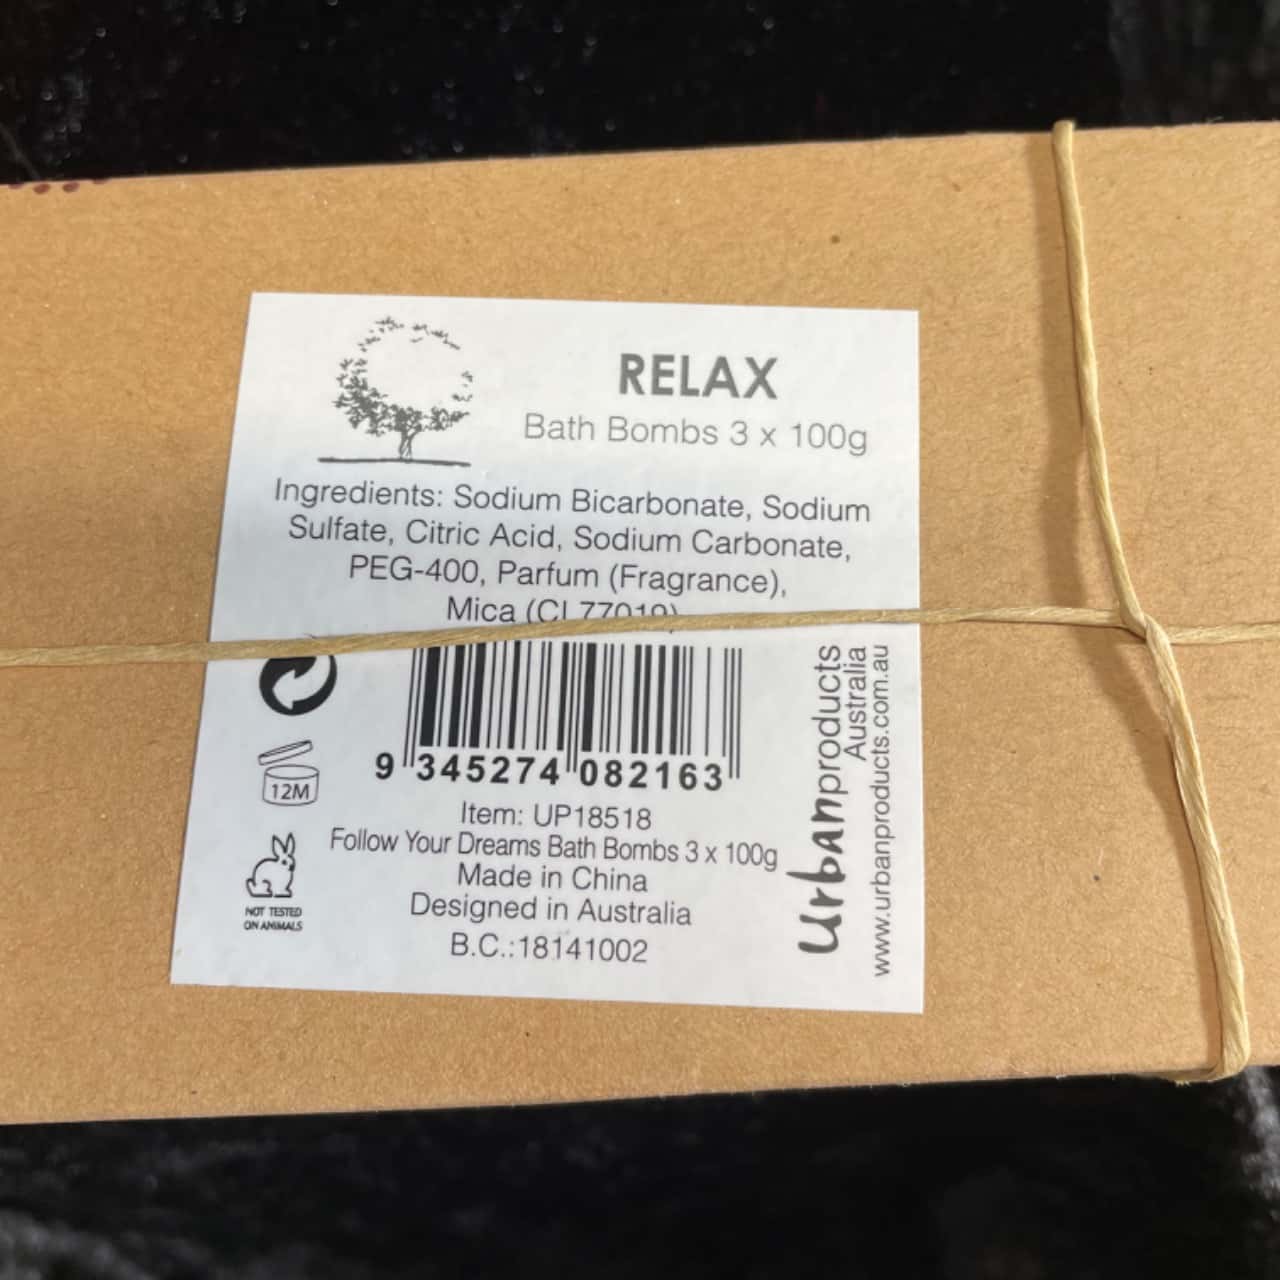 RELAX
Bath Bombs 3 x 100g
Ingredients: Sodium Bicarbonate, Sodium
Sulfate, Citric Acid, Sodium Carbonate,
PEG-400, Parfum (Fragrance),
Mica (CI 77019)
9 345274 082163
12M
NOT TESTED
ON ANIMALS
Item: UP18518
Follow Your Dreams Bath Bombs 3 x 100g
Made in China
Designed in Australia
B.C.:18141002
urbanproducts
Australia
www.urbanproducts.com.au